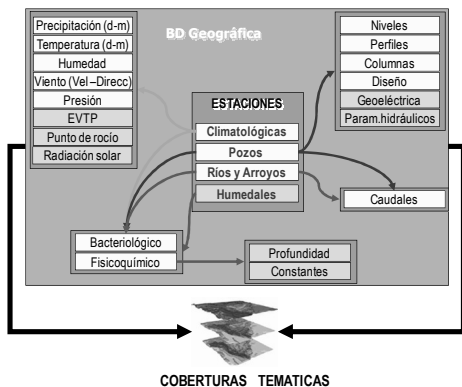 BD Geográfica
Precipitación (d-m)
Temperatura (d-m)
Humedad
Viento (Vel –Direcc)
Presión
EVTP
Punto de rocío
Radiación solar
ESTACIONES
Climatológicas
Pozos
Ríos y Arroyos
Humedales
Niveles
Perfiles
Columnas
Diseño
Geoeléctrica
Param.hidráulicos
Caudales
Bacteriológico
Fisicoquímico
Profundidad
Constantes
COBERTURAS TEMATICAS